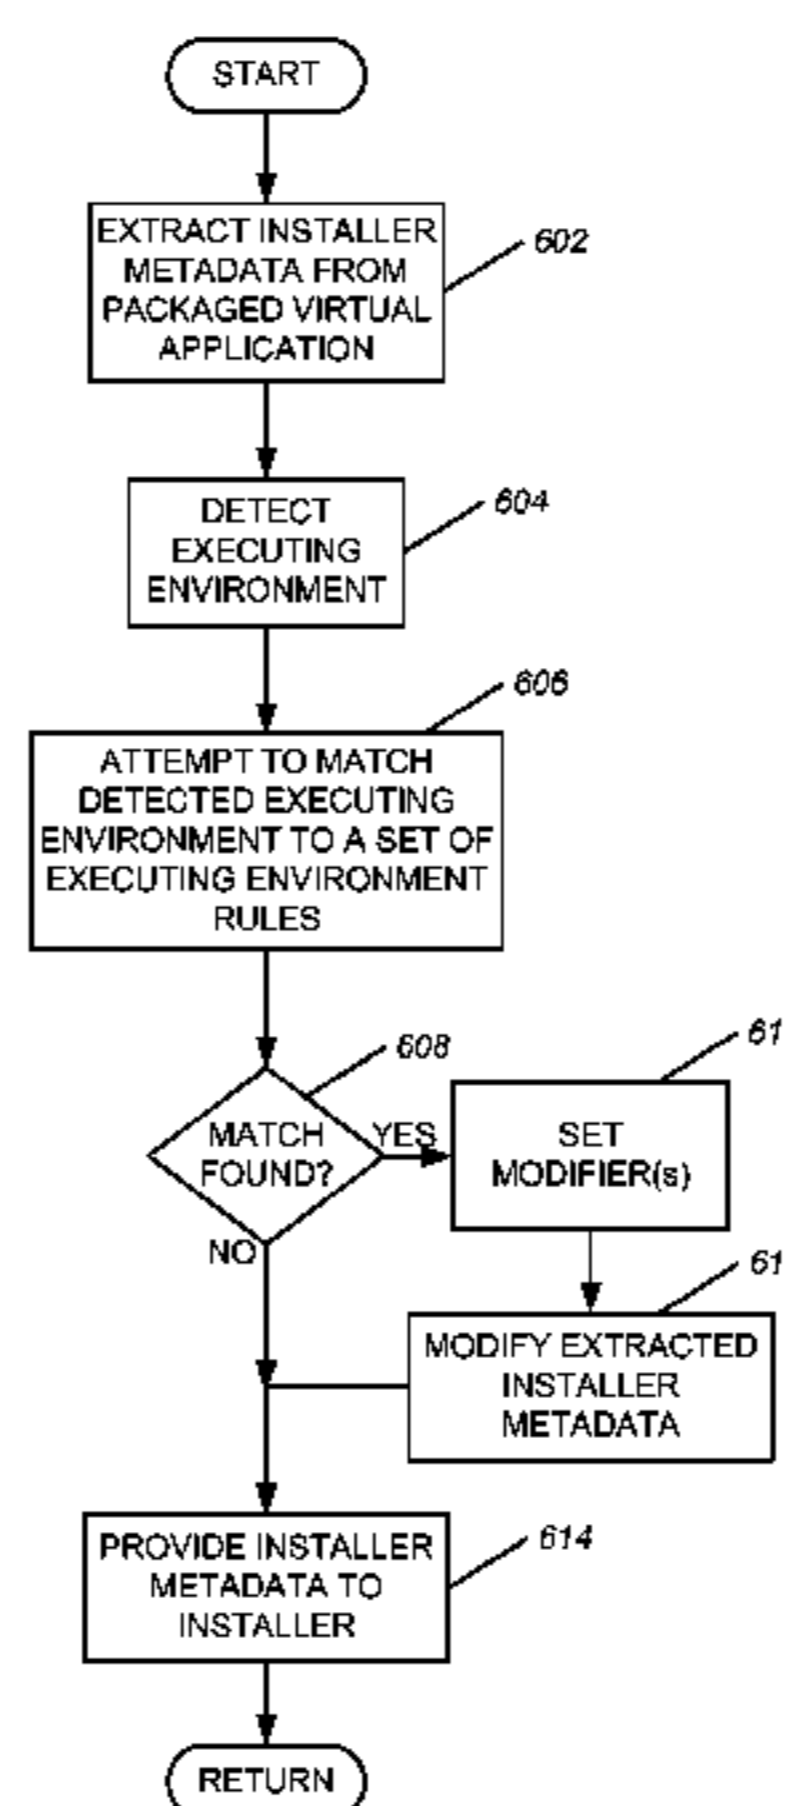 START
EXTRACT INSTALLER
METADATA FROM
PACKAGED VIRTUAL
APPLICATION
602
DETECT
EXECUTING
ENVIRONMENT
604
606
ATTEMPT TO MATCH
DETECTED EXECUTING
ENVIRONMENT TO A SET OF
EXECUTING ENVIRONMENT
RULES
608
MATCH
FOUND?
YES
NO
61
SET
MODIFIER(s)
61
MODIFY EXTRACTED
INSTALLER
METADATA
PROVIDE INSTALLER
METADATA TO
INSTALLER
614
RETURN